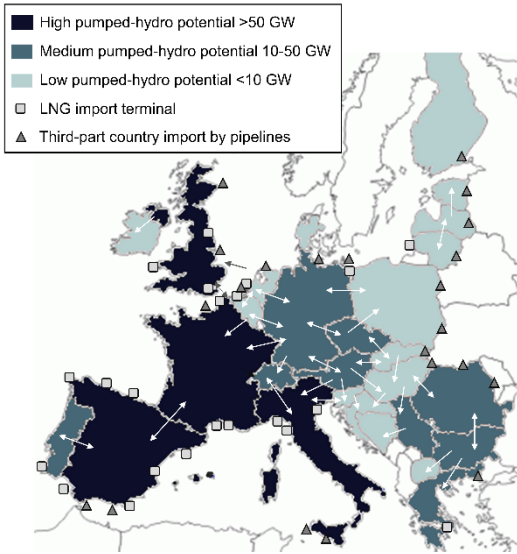 High pumped-hydro potential >50 GW
Medium pumped-hydro potential 10-50 GW
Low pumped-hydro potential <10 GW
LNG import terminal
Third-part country import by pipelines